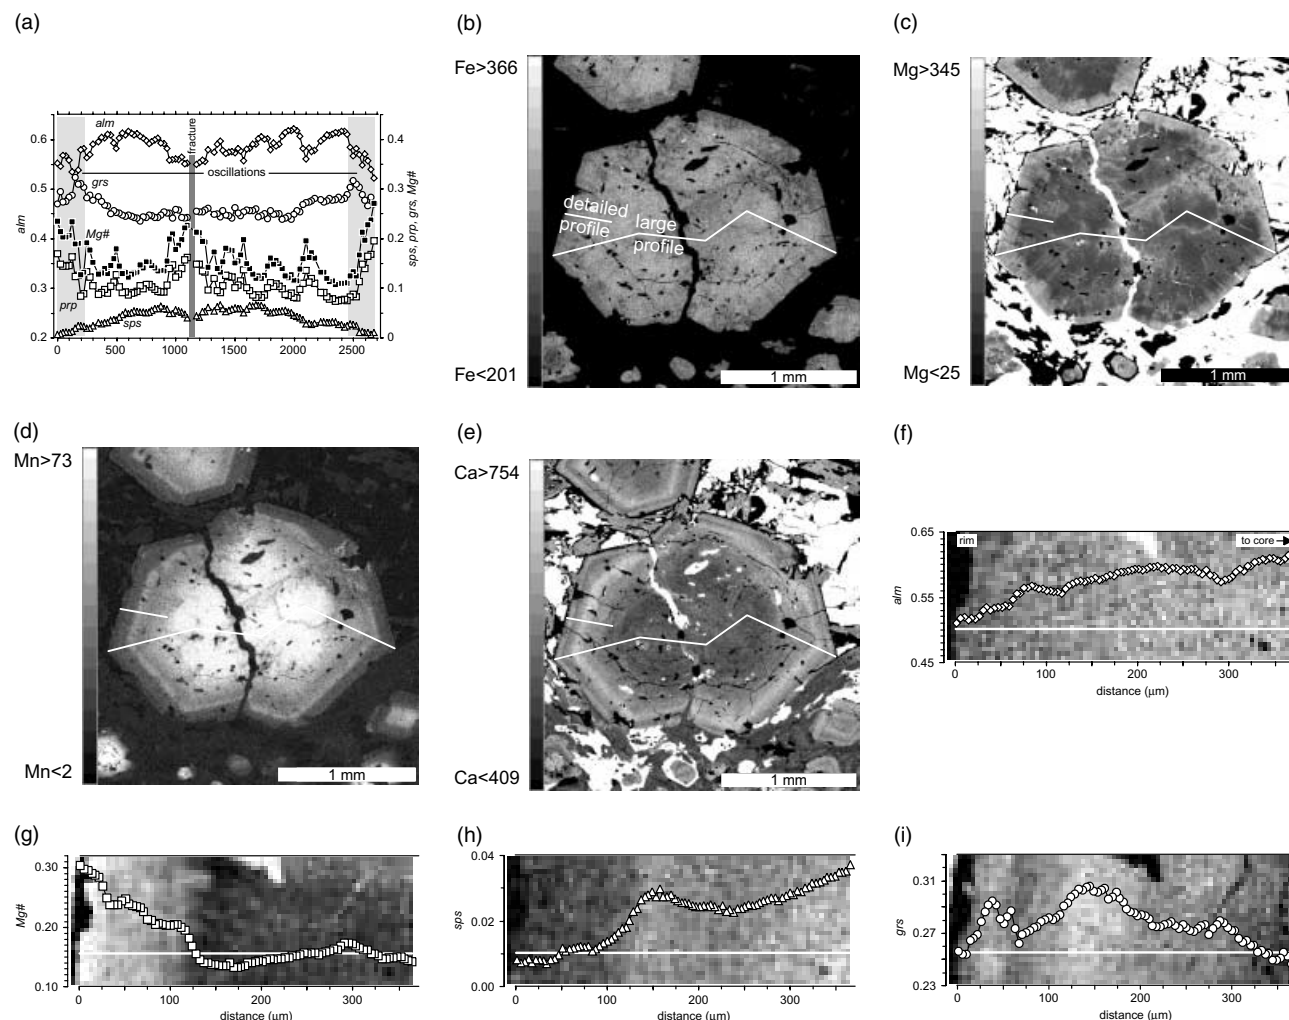 (a)
(b)
(c)
alm
0.6
0.5
0.4
0.3
0.2
alm
grs
Mg#
prp
sps
fracture
oscillations
0.4
0.3
0.2
0.1
0
sps, prp, grs, Mg#
0 500 1000 1500 2000 2500
Fe>366
detailed
profile
large
profile
Fe<201
1 mm
Mg>345
Mg<25
1 mm
(d)
(e)
(f)
Mn>73
Mn<2
1 mm
Ca>754
Ca<409
1 mm
0.65
0.55
0.45
alm
rim
to core
0 100 200 300
distance (µm)
(g)
(h)
(i)
0.30
0.20
0.10
Mg#
0 100 200 300
distance (µm)
0.04
0.02
0.00
sps
0 100 200 300
distance (µm)
0.31
0.27
0.23
grs
0 100 200 300
distance (µm)